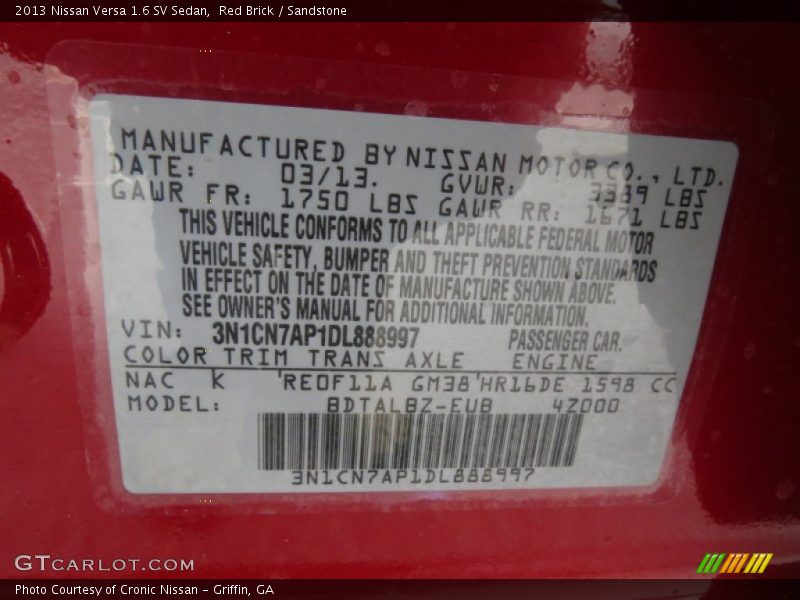 2013 Nissan Versa 1.6 SV Sedan,  Red Brick / Sandstone
MANUFACTURED BY NISSAN MOTOR CO., LTD.
DATE: 03/13. GVWR: 3389 LBS
GAWR FR: 1750 LBS GAWR RR: 1671 LBS
THIS VEHICLE CONFORMS TO ALL APPLICABLE FEDERAL MOTOR
VEHICLE SAFETY, BUMPER AND THEFT PREVENTION STANDARDS
IN EFFECT ON THE DATE OF MANUFACTURE SHOWN ABOVE.
SEE OWNER'S MANUAL FOR ADDITIONAL INFORMATION.
VIN: 3N1CN7AP1DL888997 PASSENGER CAR.
COLOR TRIM TRANS AXLE ENGINE
NAC K 'RE0F11A GM38'HR16DE 1598 CC
MODEL: BDTALBZ-EUB 4Z000
3N1CN7AP1DL888997
GTCARLOT.COM
Photo Courtesy of Cronic Nissan – Griffin, GA